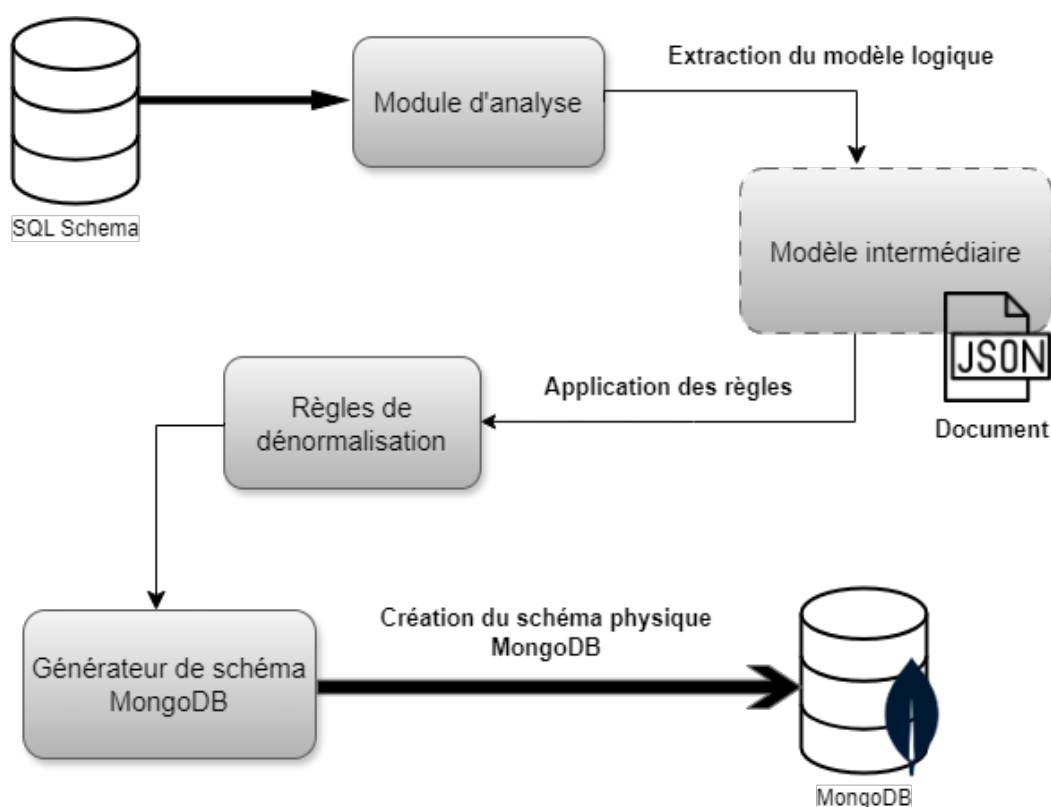 Extraction du modèle logique
Module d'analyse
SQL Schema
Modèle intermédiaire
JSON
Document
Application des règles
Règles de
dénormalisation
Création du schéma physique
MongoDB
Générateur de schéma
MongoDB
MongoDB